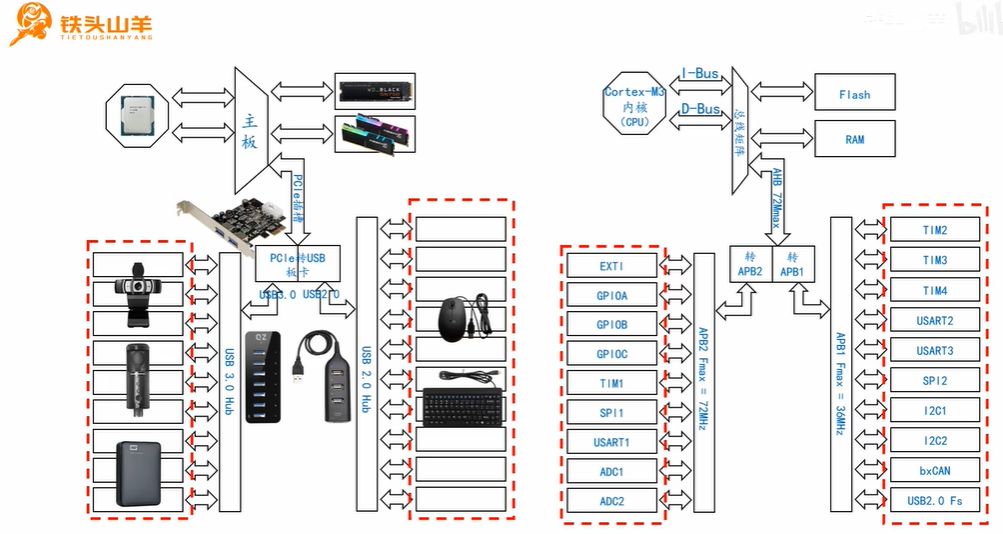 铁头山羊
TIETOUSHANYANG
bili
主板
PCIe插槽
PCIe转USB
板卡
USB3.0 USB2.0
USB 3.0 Hub
USB 2.0 Hub
Cortex-M3
内核
(CPU)
I-Bus
D-Bus
总线矩阵
Flash
RAM
AHB 72Mmax
转
APB2
转
APB1
EXTI
GPIOA
GPIOB
GPIOC
TIM1
SPI1
USART1
ADC1
ADC2
APB2 Fmax = 72MHz
APB1 Fmax = 36MHz
TIM2
TIM3
TIM4
USART2
USART3
SPI2
I2C1
I2C2
bxCAN
USB2.0 Fs